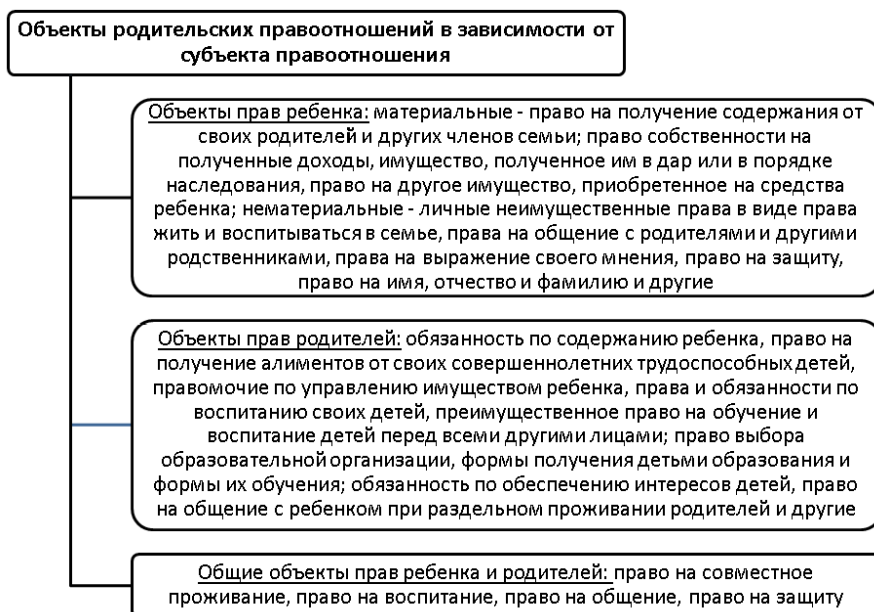 Объекты родительских правоотношений в зависимости от
субъекта правоотношения
Объекты прав ребенка: материальные - право на получение содержания от
своих родителей и других членов семьи; право собственности на
полученные доходы, имущество, полученное им в дар или в порядке
наследования, право на другое имущество, приобретенное на средства
ребенка; нематериальные - личные неимущественные права в виде права
жить и воспитываться в семье, права на общение с родителями и другими
родственниками, права на выражение своего мнения, право на защиту,
право на имя, отчество и фамилию и другие
Объекты прав родителей: обязанность по содержанию ребенка, право на
получение алиментов от своих совершеннолетних трудоспособных детей,
правомочие по управлению имуществом ребенка, права и обязанности по
воспитанию своих детей, преимущественное право на обучение и
воспитание детей перед всеми другими лицами; право выбора
образовательной организации, формы получения детьми образования и
формы их обучения; обязанность по обеспечению интересов детей, право
на общение с ребенком при раздельном проживании родителей и другие
Общие объекты прав ребенка и родителей: право на совместное
проживание, право на воспитание, право на общение, право на защиту